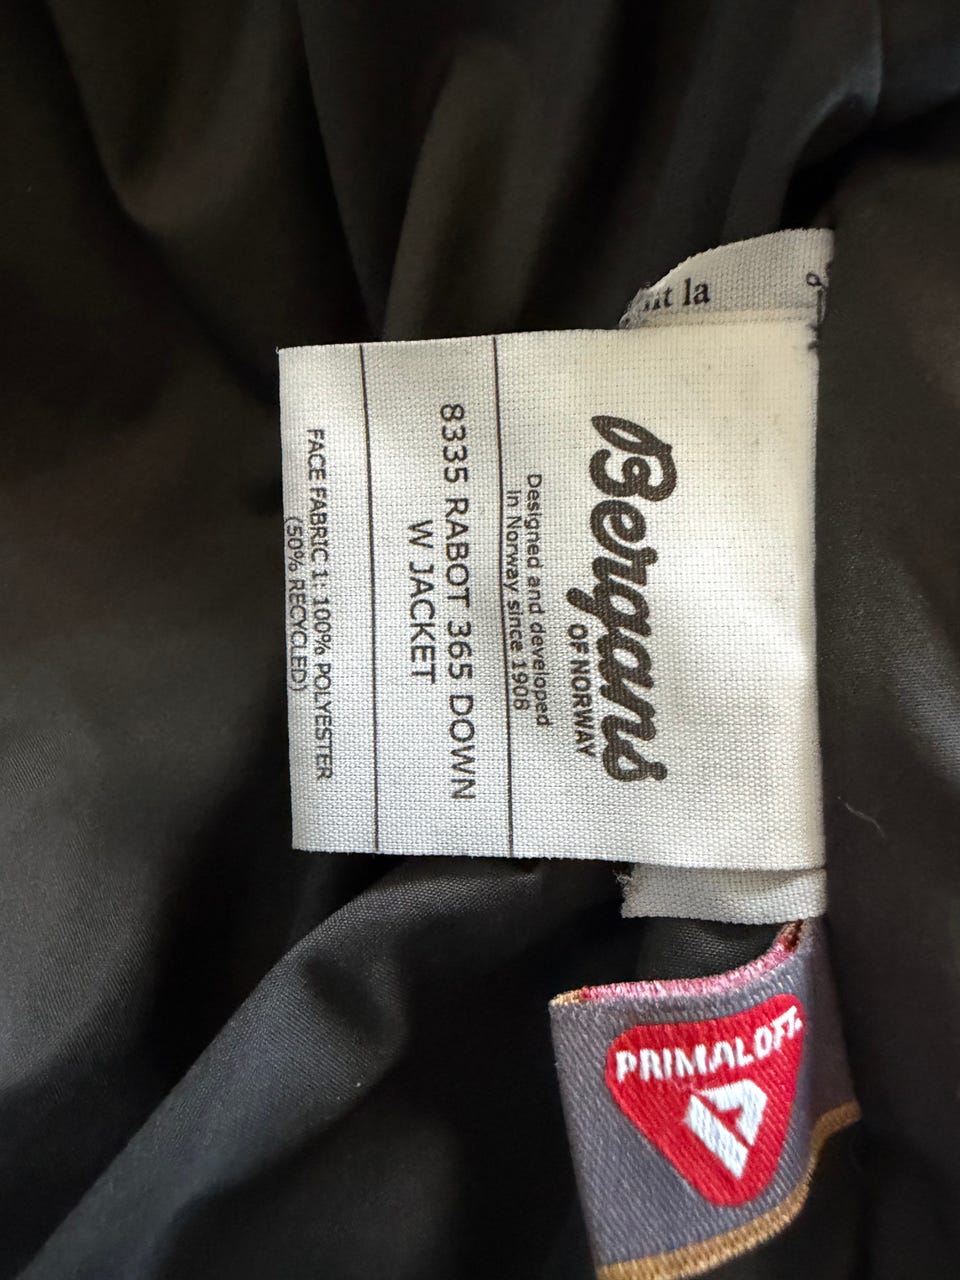 Bergans
OF NORWAY
Designed and developed
in Norway since 1908
8335 RABOT 365 DOWN
W JACKET
FACE FABRIC 1: 100% POLYESTER
(50% RECYCLED)
la
PRIMALOFT